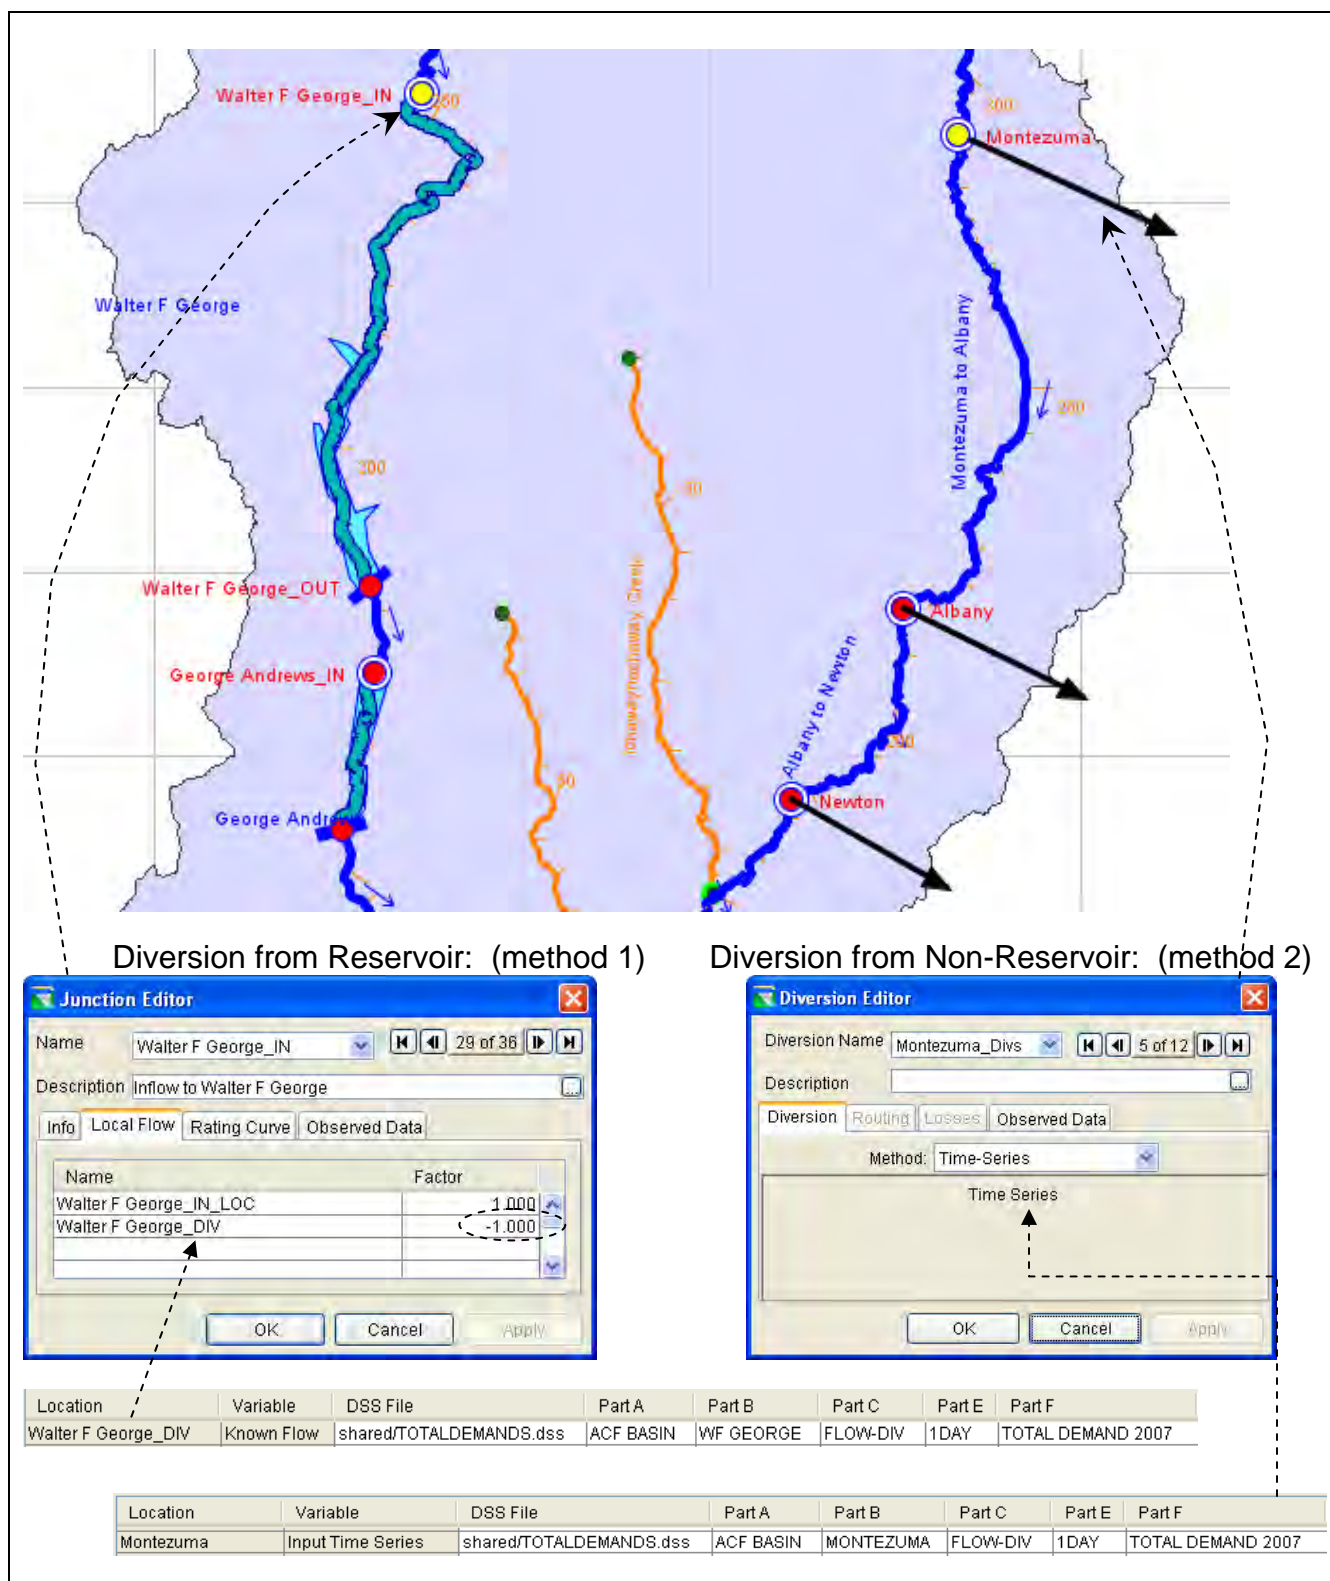 Walter F George_IN
260
300
Montezuma
Walter F George
Montezuma to Albany
260
200
Walter F George_OUT
Albany
George Andrews_IN
Albany to Newton
200
50
Newton
George Andrews
Diversion from Reservoir: (method 1)
Diversion from Non-Reservoir: (method 2)
Junction Editor
Name Walter F George_IN 29 of 36
Description Inflow to Walter F George ...
Info Local Flow Rating Curve Observed Data
Name Factor
Walter F George_IN_LOC 1.000
Walter F George_DIV -1.000
OK Cancel Apply
Diversion Editor
Diversion Name Montezuma_Divs 5 of 12
Description ...
Diversion Routing Losses Observed Data
Method: Time-Series
Time Series
OK Cancel Apply
Location Variable DSS File Part A Part B Part C Part E Part F
Walter F George_DIV Known Flow shared/TOTALDEMANDS.dss ACF BASIN WF GEORGE FLOW-DIV 1DAY TOTAL DEMAND 2007
Location Variable DSS File Part A Part B Part C Part E Part F
Montezuma Input Time Series shared/TOTALDEMANDS.dss ACF BASIN MONTEZUMA FLOW-DIV 1DAY TOTAL DEMAND 2007